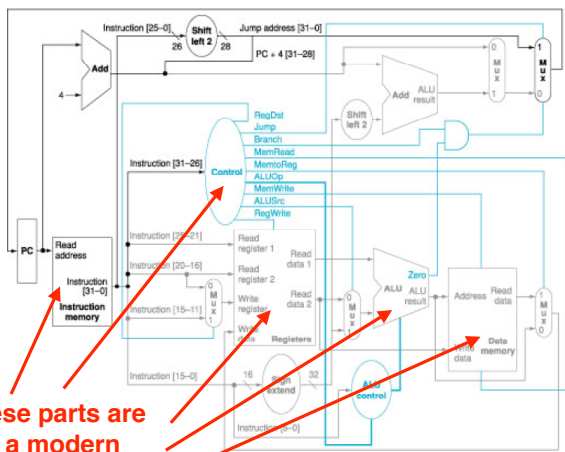 Instruction [25–0]
Shift
left 2
Jump address [31–0]
26
28
PC + 4 [31–28]
Add
4
0
M
u
x
1
1
M
u
x
0
Add
ALU
result
Shift
left 2
RegDst
Jump
Branch
MemRead
MemtoReg
ALUOp
MemWrite
ALUSrc
RegWrite
Instruction [31–26]
Control
PC
Read
address
Instruction
[31–0]
Instruction
memory
Instruction [25–21]
Instruction [20–16]
Instruction [15–11]
0
M
u
x
1
Read
register 1
Read
register 2
Write
register
Write
data
Read
data 1
Read
data 2
Registers
0
M
u
x
1
Zero
ALU
ALU
result
Address
Read
data
Write
data
Data
memory
1
M
u
x
0
Instruction [15–0]
16
Sign
extend
32
ALU
control
Instruction [5–0]
parts are
a modern